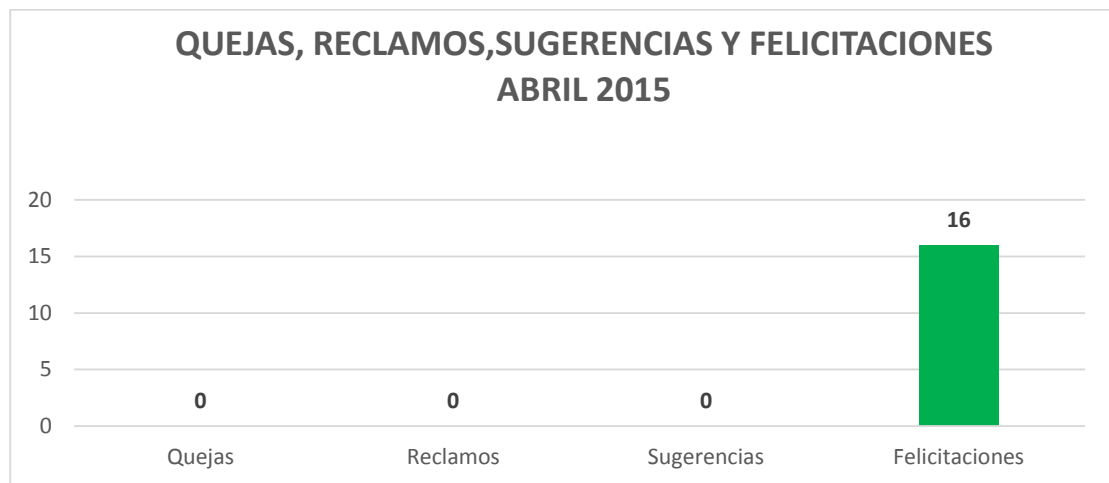 QUEJAS, RECLAMOS,SUGERENCIAS Y FELICITACIONES
ABRIL 2015
20
15
10
5
0
0
0
0
16
Quejas
Reclamos
Sugerencias
Felicitaciones